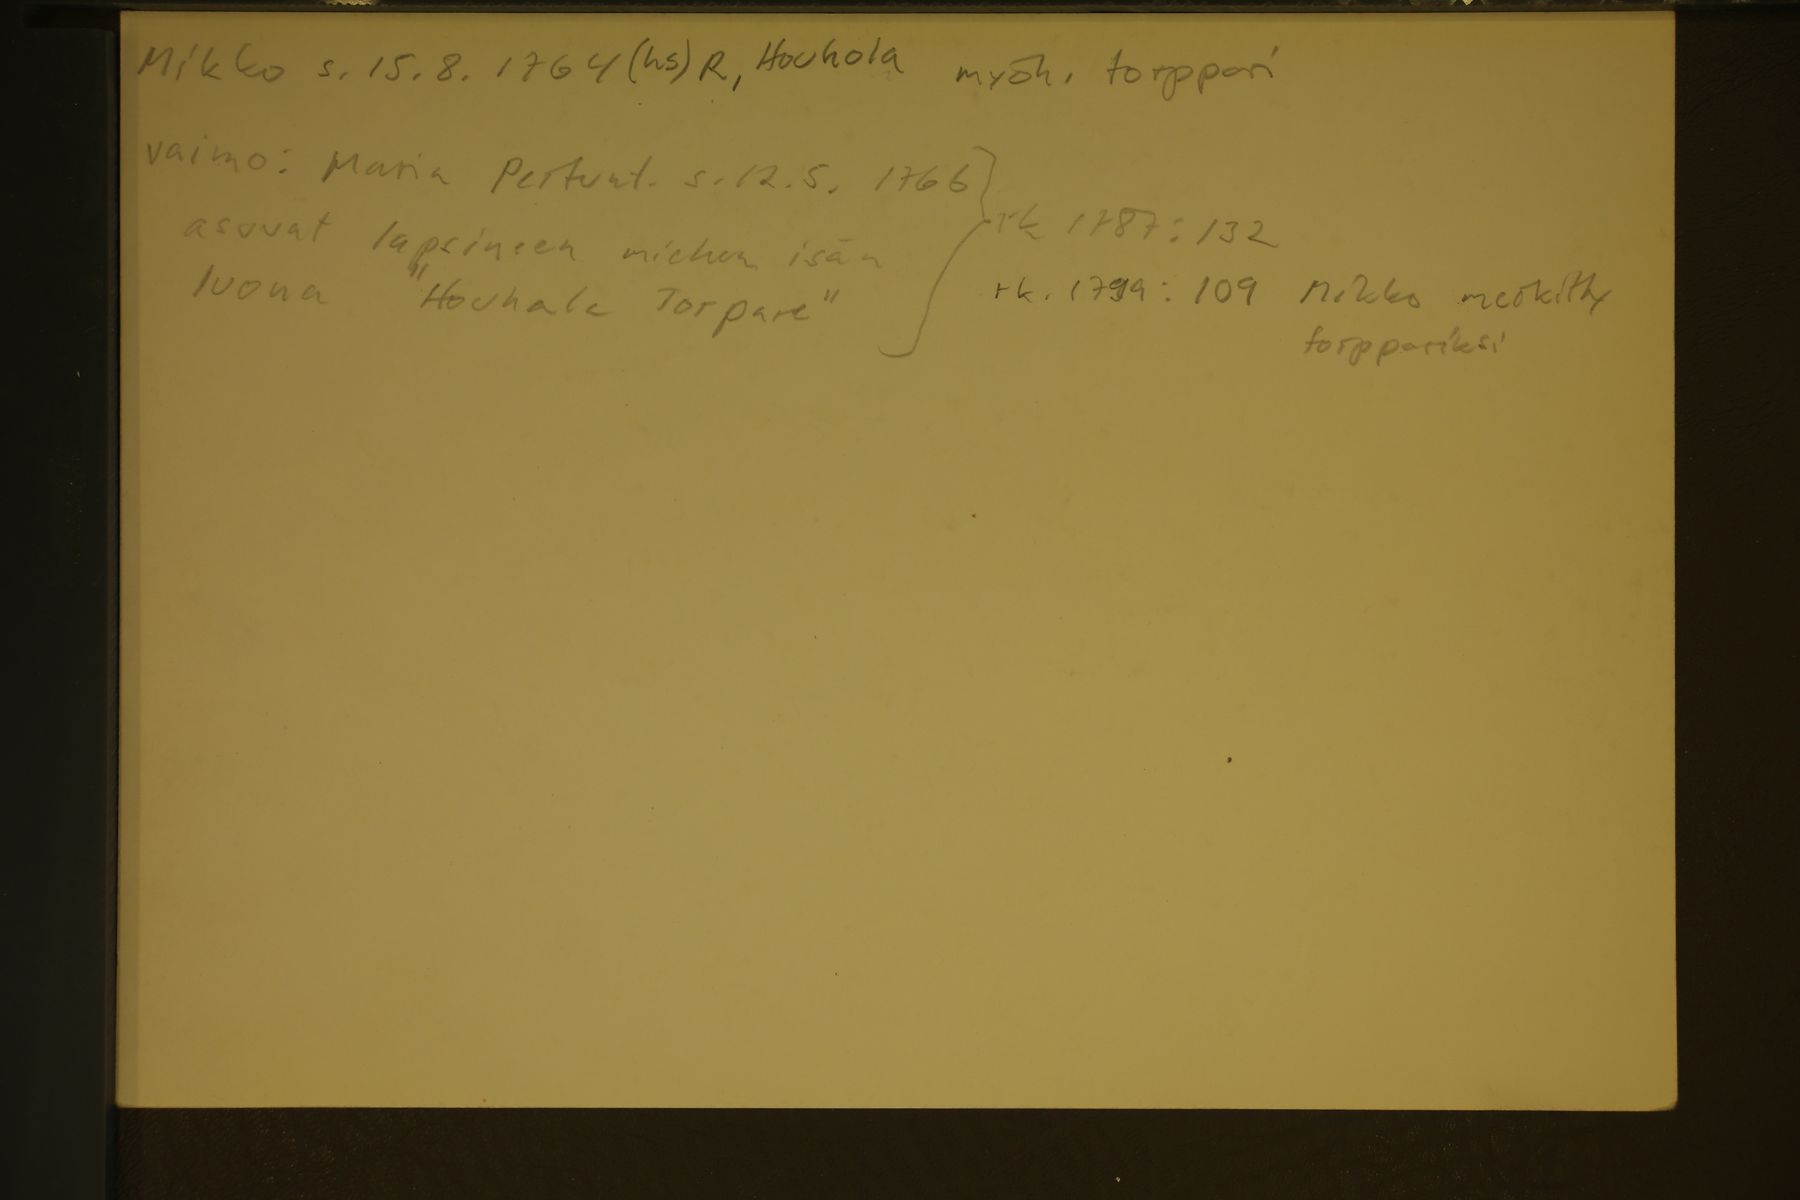 Mikko s. 15.8. 1764 (hs) R, Houhola myöh. torppari
vaimo: Maria Pertunt. s. 12.5. 1766
asuvat lapsineen miehen isän
luona "Houhala Torpare"
rk 1787: 132
rk. 1799: 109 Mikko merkitty
torppariksi